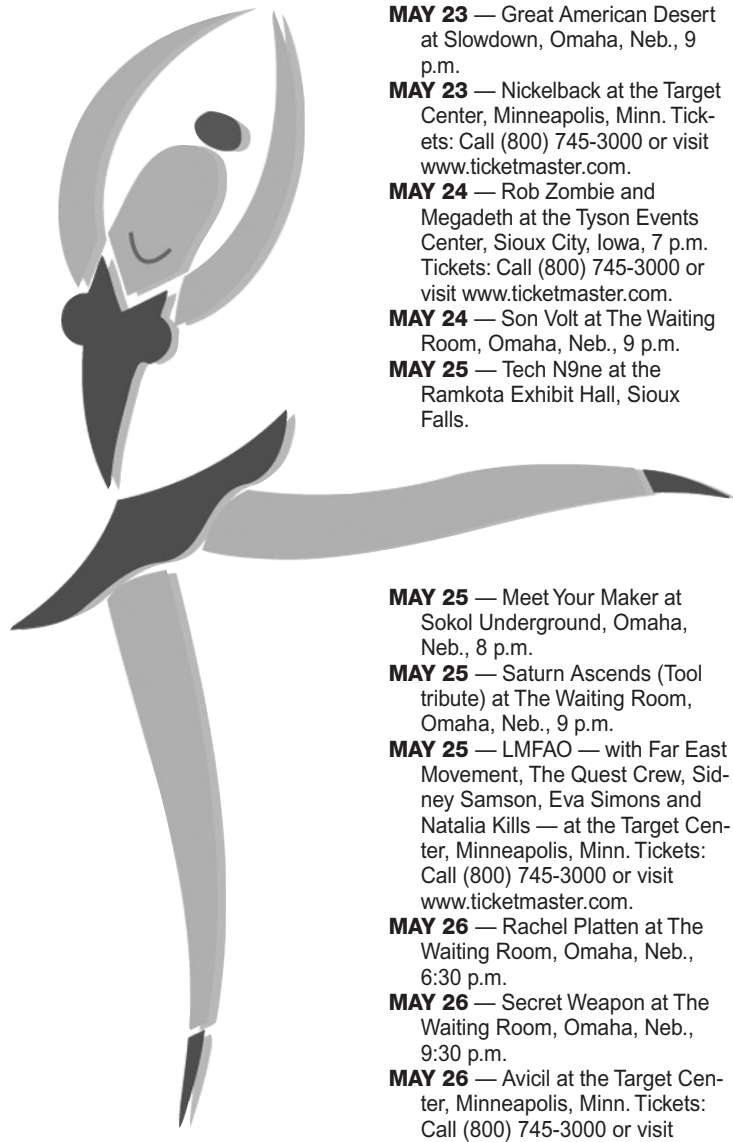 MAY 23 — Great American Desert
at Slowdown, Omaha, Neb., 9
p.m.
MAY 23 — Nickelback at the Target
Center, Minneapolis, Minn. Tick-
ets: Call (800) 745-3000 or visit
www.ticketmaster.com.
MAY 24 — Rob Zombie and
Megadeth at the Tyson Events
Center, Sioux City, Iowa, 7 p.m.
Tickets: Call (800) 745-3000 or
visit www.ticketmaster.com.
MAY 24 — Son Volt at The Waiting
Room, Omaha, Neb., 9 p.m.
MAY 25 — Tech N9ne at the
Ramkota Exhibit Hall, Sioux
Falls.
MAY 25 — Meet Your Maker at
Sokol Underground, Omaha,
Neb., 8 p.m.
MAY 25 — Saturn Ascends (Tool
tribute) at The Waiting Room,
Omaha, Neb., 9 p.m.
MAY 25 — LMFAO — with Far East
Movement, The Quest Crew, Sid-
ney Samson, Eva Simons and
Natalia Kills — at the Target Cen-
ter, Minneapolis, Minn. Tickets:
Call (800) 745-3000 or visit
www.ticketmaster.com.
MAY 26 — Rachel Platten at The
Waiting Room, Omaha, Neb.,
6:30 p.m.
MAY 26 — Secret Weapon at The
Waiting Room, Omaha, Neb.,
9:30 p.m.
MAY 26 — Avicil at the Target Cen-
ter, Minneapolis, Minn. Tickets:
Call (800) 745-3000 or visit